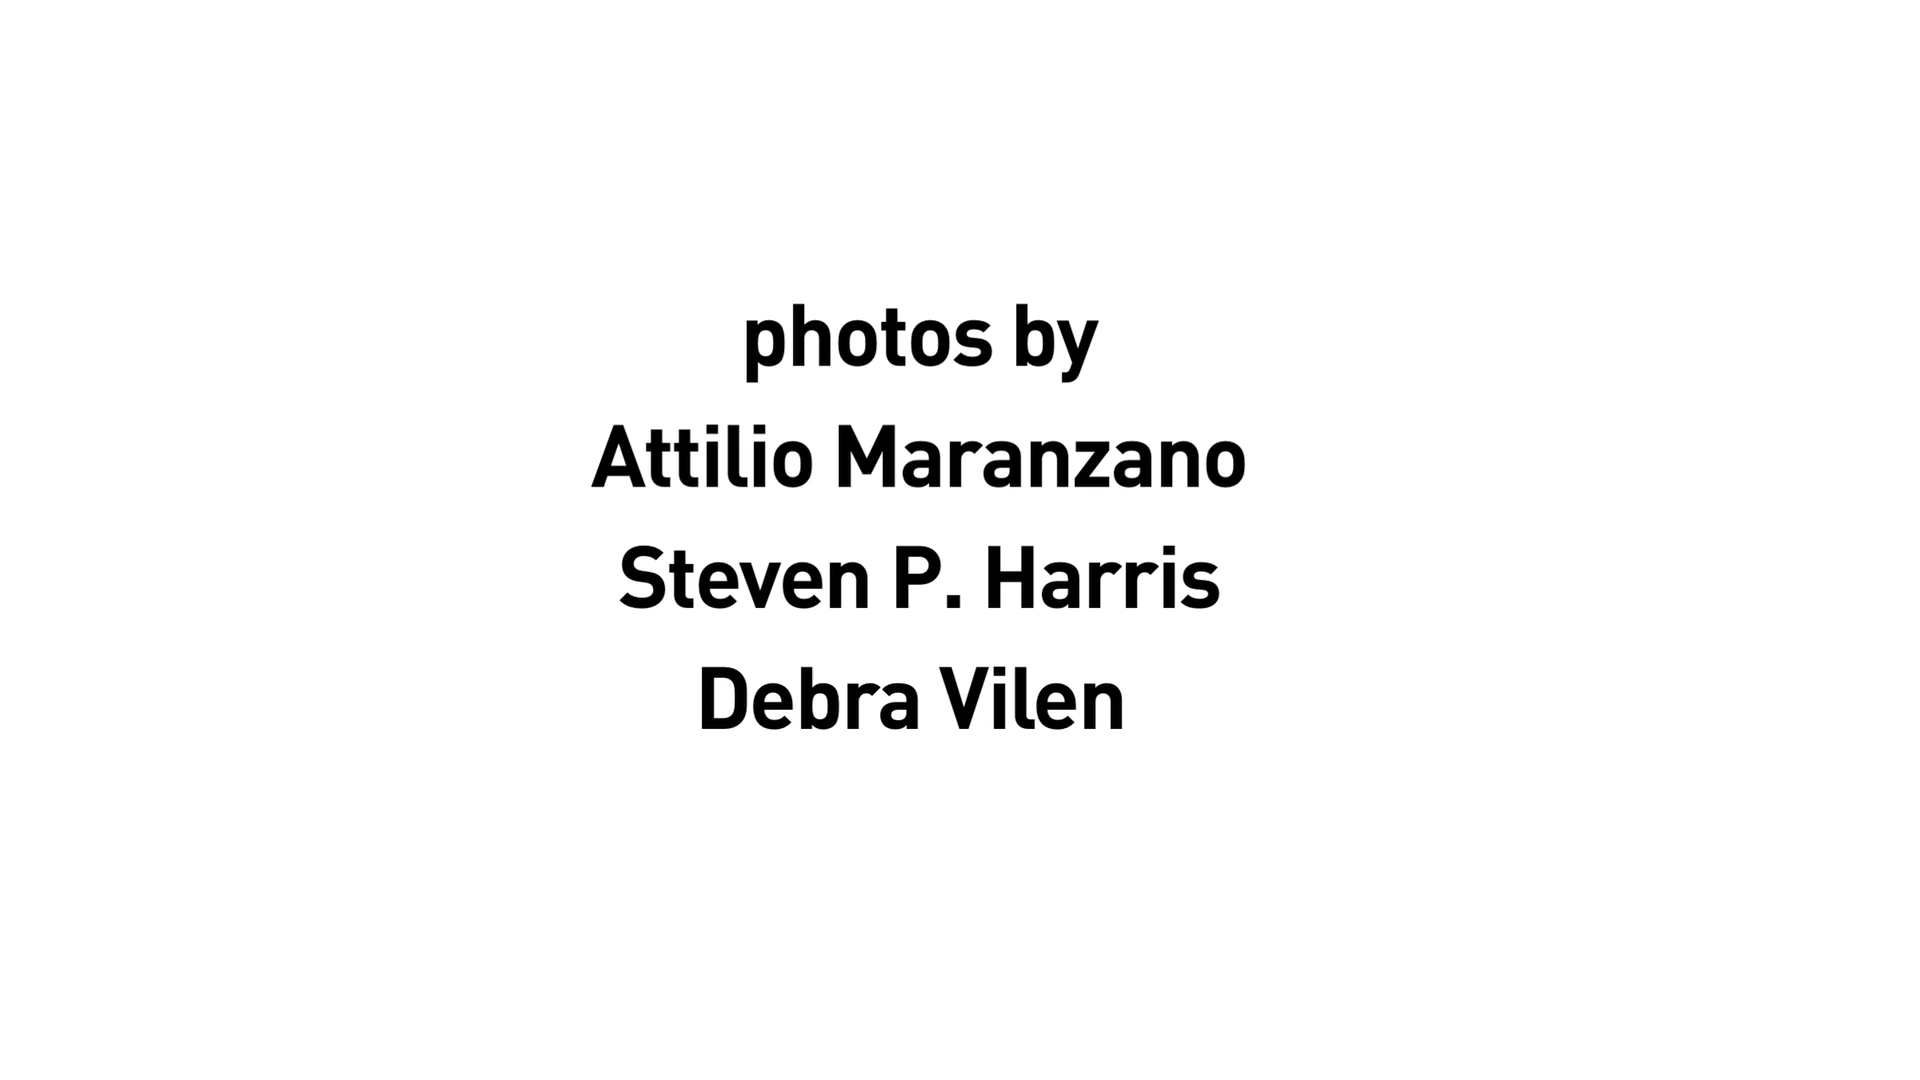 photos by
Attilio Maranzano
Steven P. Harris
Debra Vilen